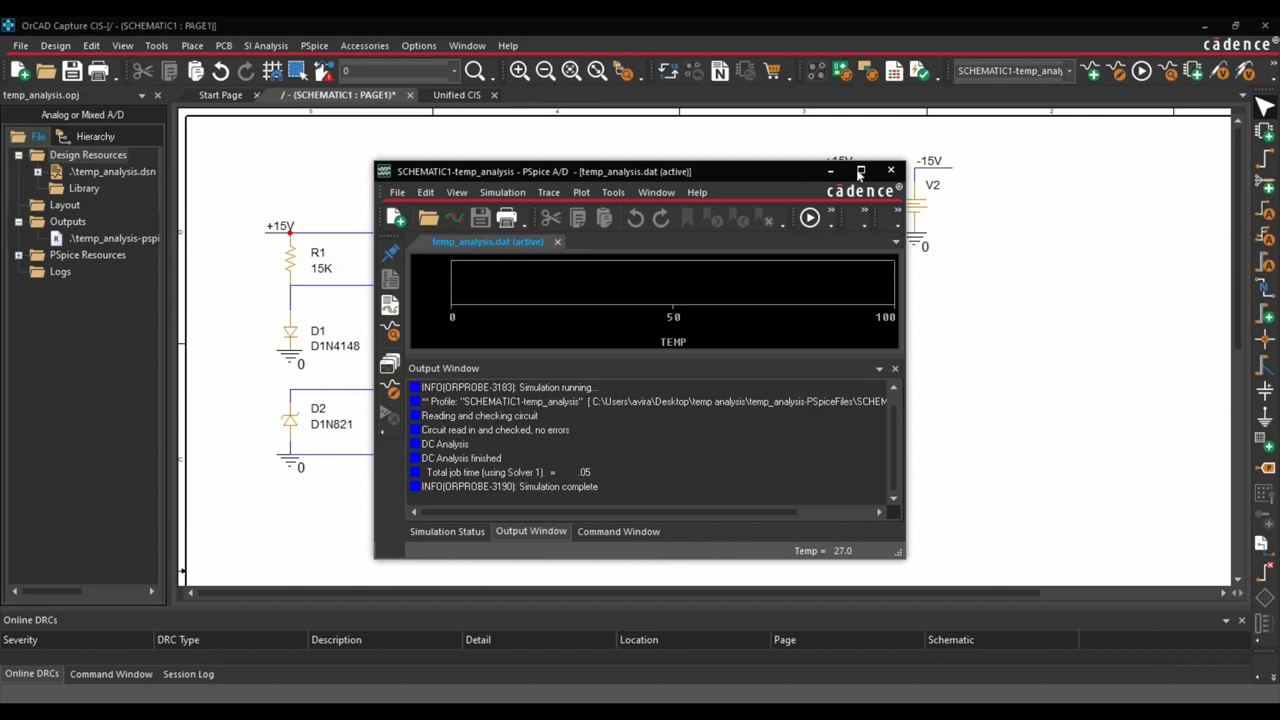 OrCAD Capture CIS-[/ - (SCHEMATIC1 : PAGE1)]
File Design Edit View Tools Place PCB SI Analysis PSpice Accessories Options Window Help
cādence®
0
SCHEMATIC1-temp_analy
temp_analysis.opj
Start Page
/ - (SCHEMATIC1 : PAGE1)*
Unified CIS
Analog or Mixed A/D
File
Hierarchy
Design Resources
.\temp_analysis.dsn
Library
Layout
Outputs
.\temp_analysis-pspi
PSpice Resources
Logs
5
3
2
+15V
R1
15K
D1
D1N4148
0
D2
D1N821
0
+15V
-15V
V2
0
SCHEMATIC1-temp_analysis - PSpice A/D - [temp_analysis.dat (active)]
File Edit View Simulation Trace Plot Tools Window Help
cādence®
temp_analysis.dat (active)
0 50 100
TEMP
Output Window
INFO(ORPROBE-3183): Simulation running...
** Profile: "SCHEMATIC1-temp_analysis" [ C:\Users\avira\Desktop\temp analysis\temp_analysis-PSpiceFiles\SCHEM
Reading and checking circuit
Circuit read in and checked, no errors
DC Analysis
DC Analysis finished
Total job time (using Solver 1) = .05
INFO(ORPROBE-3190): Simulation complete
Simulation Status Output Window Command Window
Temp = 27.0
Online DRCs
Severity DRC Type Description Detail Location Page Schematic
Online DRCs Command Window Session Log